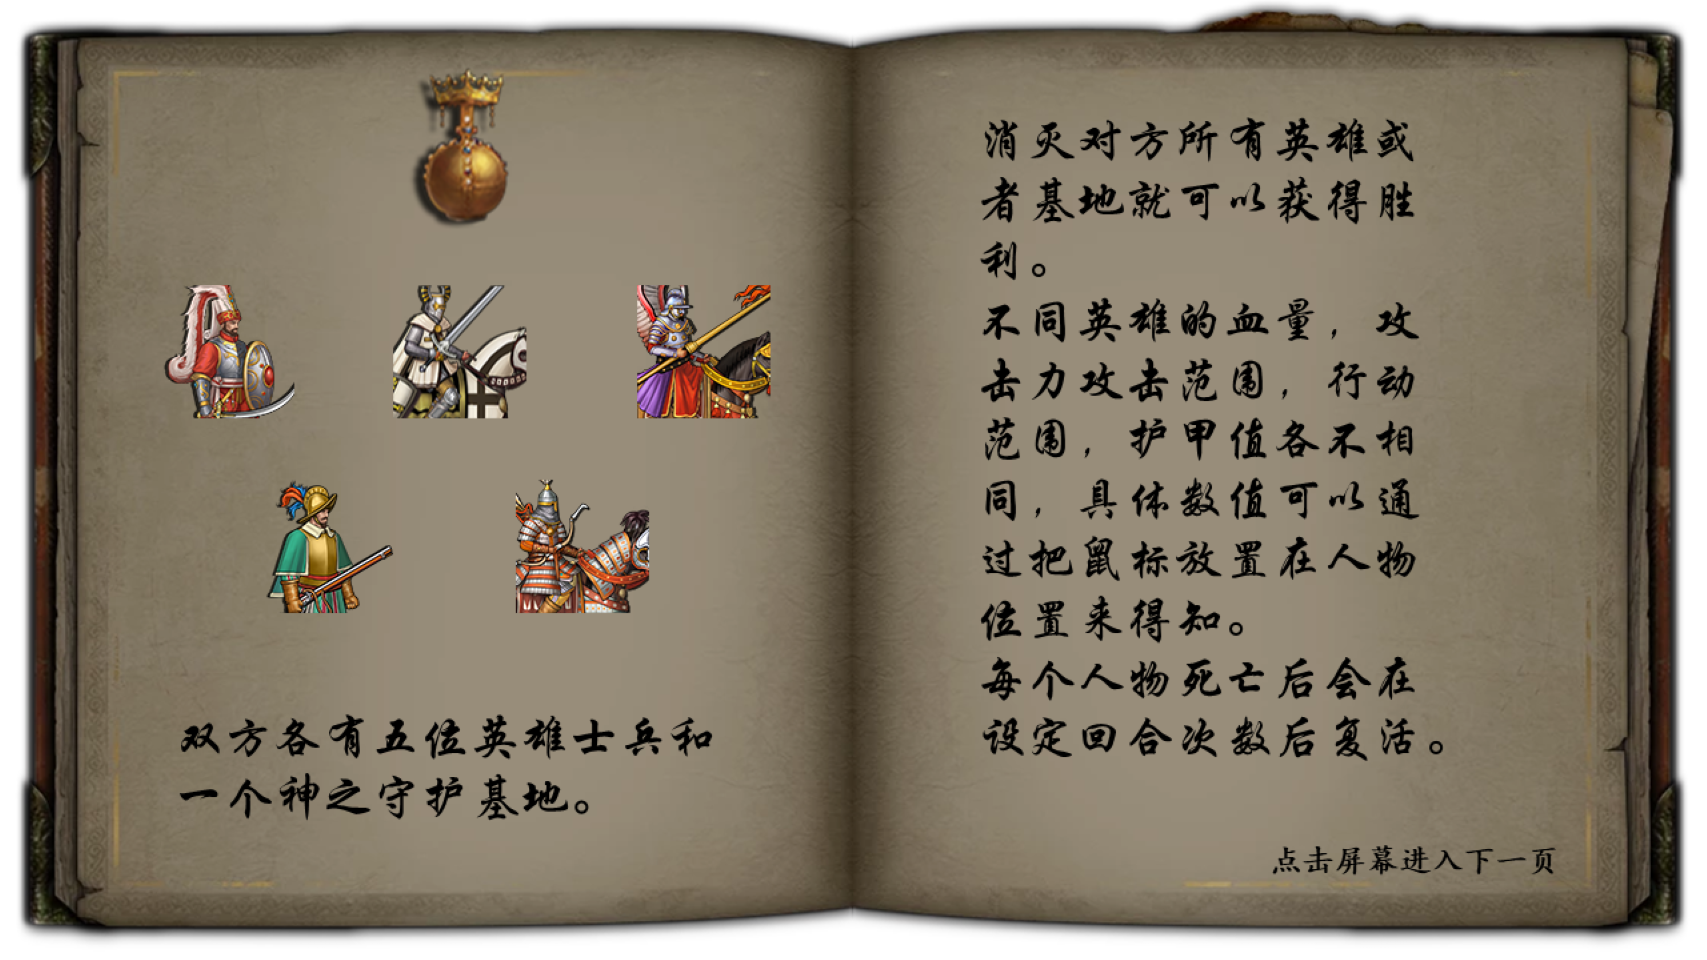 双方各有五位英雄士兵和
一个神之守护基地。
消灭对方所有英雄或
者基地就可以获得胜
利。
不同英雄的血量，攻
击力攻击范围，行动
范围，护甲值各不相
同，具体数值可以通
过把鼠标放置在人物
位置来得知。
每个人物死亡后会在
设定回合次数后复活。
点击屏幕进入下一页